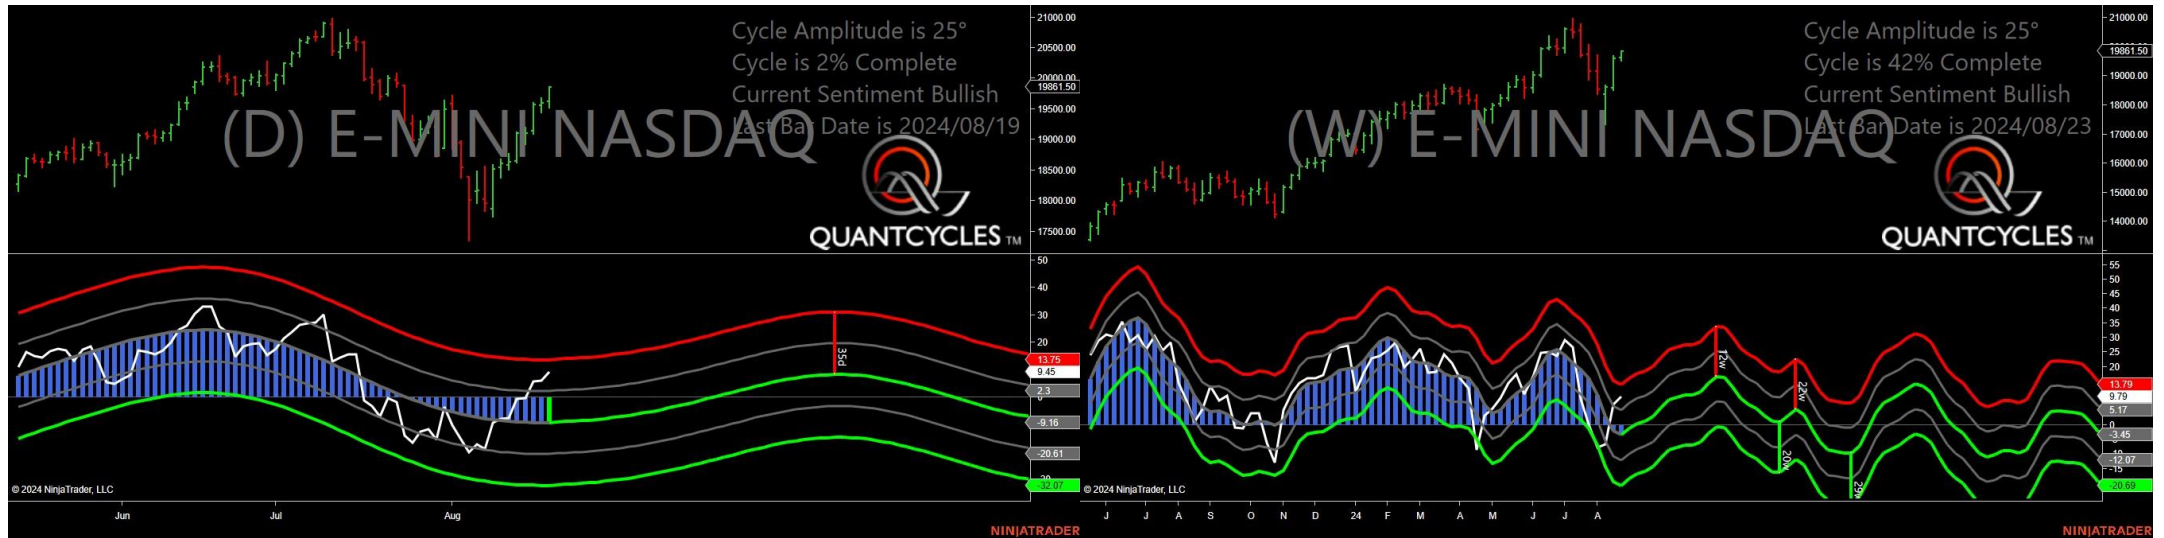 Cycle Amplitude is 25°
Cycle is 2% Complete
Current Sentiment Bullish
Last Bar Date is 2024/08/19
(D) E-MINI NASDAQ
QUANTCYCLES TM
21000.00
20500.00
20000.00
19861.50
19500.00
19000.00
18500.00
18000.00
17500.00
50
40
30
20
13.75
9.45
2.3
0
-9.16
-20.61
-32.07
35d
© 2024 NinjaTrader, LLC
Jun Jul Aug
NINJATRADER
Cycle Amplitude is 25°
Cycle is 42% Complete
Current Sentiment Bullish
Last Bar Date is 2024/08/23
(W) E-MINI NASDAQ
QUANTCYCLES TM
21000.00
19861.50
19000.00
18000.00
17000.00
16000.00
15000.00
14000.00
55
50
45
40
35
30
25
20
13.79
9.79
5.17
0
-3.45
-12.07
-15
-20.69
12w
22w
20w
29w
© 2024 NinjaTrader, LLC
J J A S O N D 24 F M A M J J A
NINJATRADER